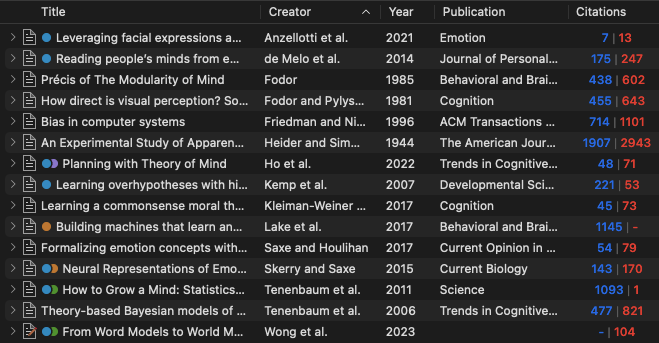 Title Creator Year Publication Citations
Leveraging facial expressions a... Anzellotti et al. 2021 Emotion 7 | 13
Reading people's minds from e... de Melo et al. 2014 Journal of Personal... 175 | 247
Précis of The Modularity of Mind Fodor 1985 Behavioral and Brai... 438 | 602
How direct is visual perception? So... Fodor and Pylys... 1981 Cognition 455 | 643
Bias in computer systems Friedman and Ni... 1996 ACM Transactions ... 714 | 1101
An Experimental Study of Apparen... Heider and Sim... 1944 The American Jour... 1907 | 2943
Planning with Theory of Mind Ho et al. 2022 Trends in Cognitive... 48 | 71
Learning overhypotheses with hi... Kemp et al. 2007 Developmental Sci... 221 | 53
Learning a commonsense moral th... Kleiman-Weiner ... 2017 Cognition 45 | 73
Building machines that learn an... Lake et al. 2017 Behavioral and Brai... 1145 | -
Formalizing emotion concepts with... Saxe and Houlihan 2017 Current Opinion in ... 54 | 79
Neural Representations of Emo... Skerry and Saxe 2015 Current Biology 143 | 170
How to Grow a Mind: Statistics... Tenenbaum et al. 2011 Science 1093 | 1
Theory-based Bayesian models of ... Tenenbaum et al. 2006 Trends in Cognitive... 477 | 821
From Word Models to World M... Wong et al. 2023 - | 104